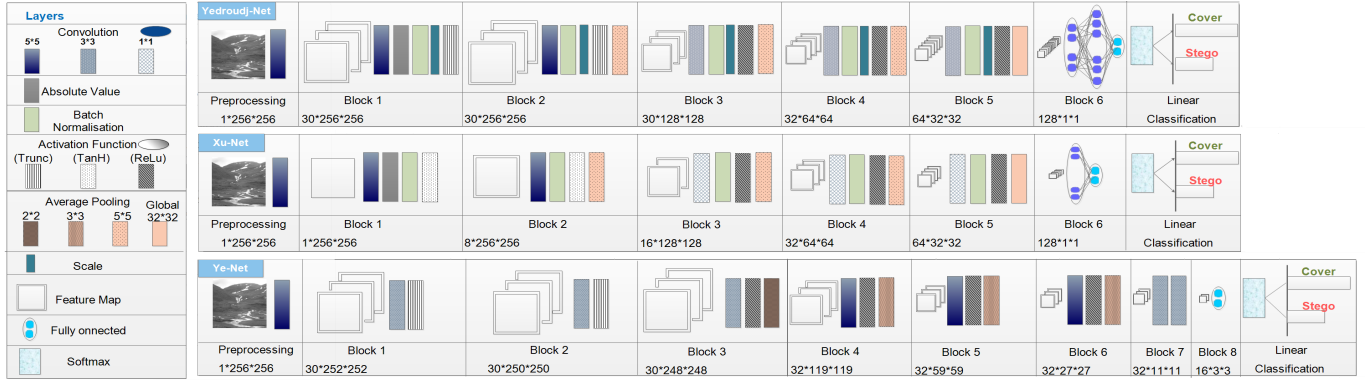 Layers
Convolution
5*5 3*3 1*1
Absolute Value
Batch
Normalisation
Activation Function
(Trunc) (TanH) (ReLu)
Average Pooling
2*2 3*3 5*5 Global
32*32
Scale
Feature Map
Fully onnected
Softmax
Yedroudj-Net
Cover
Stego
Preprocessing Block 1 Block 2 Block 3 Block 4 Block 5 Block 6 Linear
1*256*256 30*256*256 30*256*256 30*128*128 32*64*64 64*32*32 128*1*1 Classification
Xu-Net
Cover
Stego
Preprocessing Block 1 Block 2 Block 3 Block 4 Block 5 Block 6 Linear
1*256*256 1*256*256 8*256*256 16*128*128 32*64*64 64*32*32 128*1*1 Classification
Ye-Net
Cover
Stego
Preprocessing Block 1 Block 2 Block 3 Block 4 Block 5 Block 6 Block 7 Block 8 Linear
1*256*256 30*252*252 30*250*250 30*248*248 32*119*119 32*59*59 32*27*27 32*11*11 16*3*3 Classification